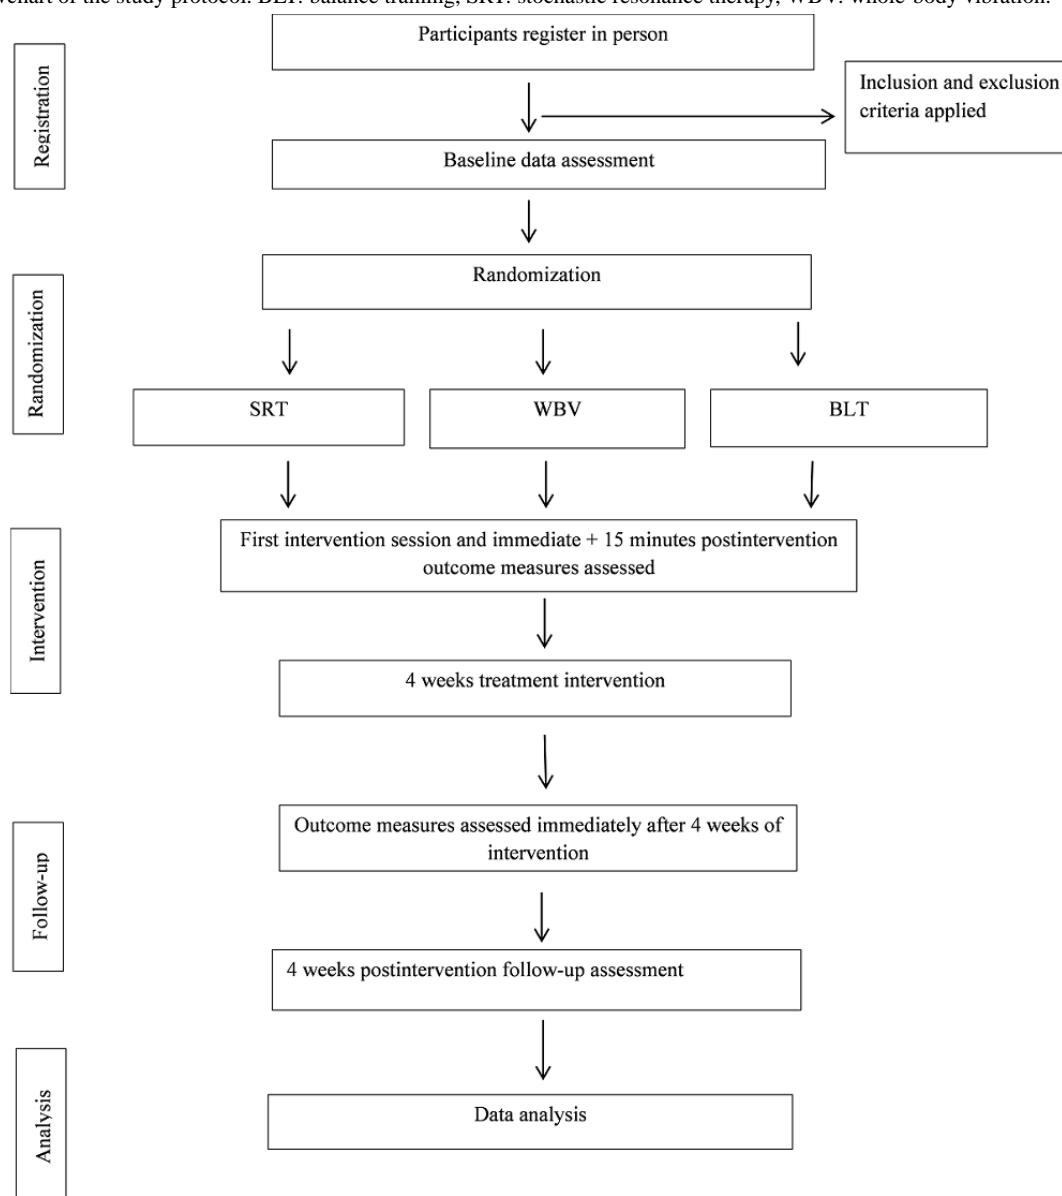 of the study protocol. BLT: balance training; SRT: stochastic resonance therapy; WBV: whole-body vibration.
Participants register in person
Registration
Inclusion and exclusion
criteria applied
Baseline data assessment
Randomization
Randomization
SRT
WBV
BLT
Intervention
First intervention session and immediate + 15 minutes postintervention
outcome measures assessed
4 weeks treatment intervention
Follow-up
Outcome measures assessed immediately after 4 weeks of
intervention
4 weeks postintervention follow-up assessment
Analysis
Data analysis